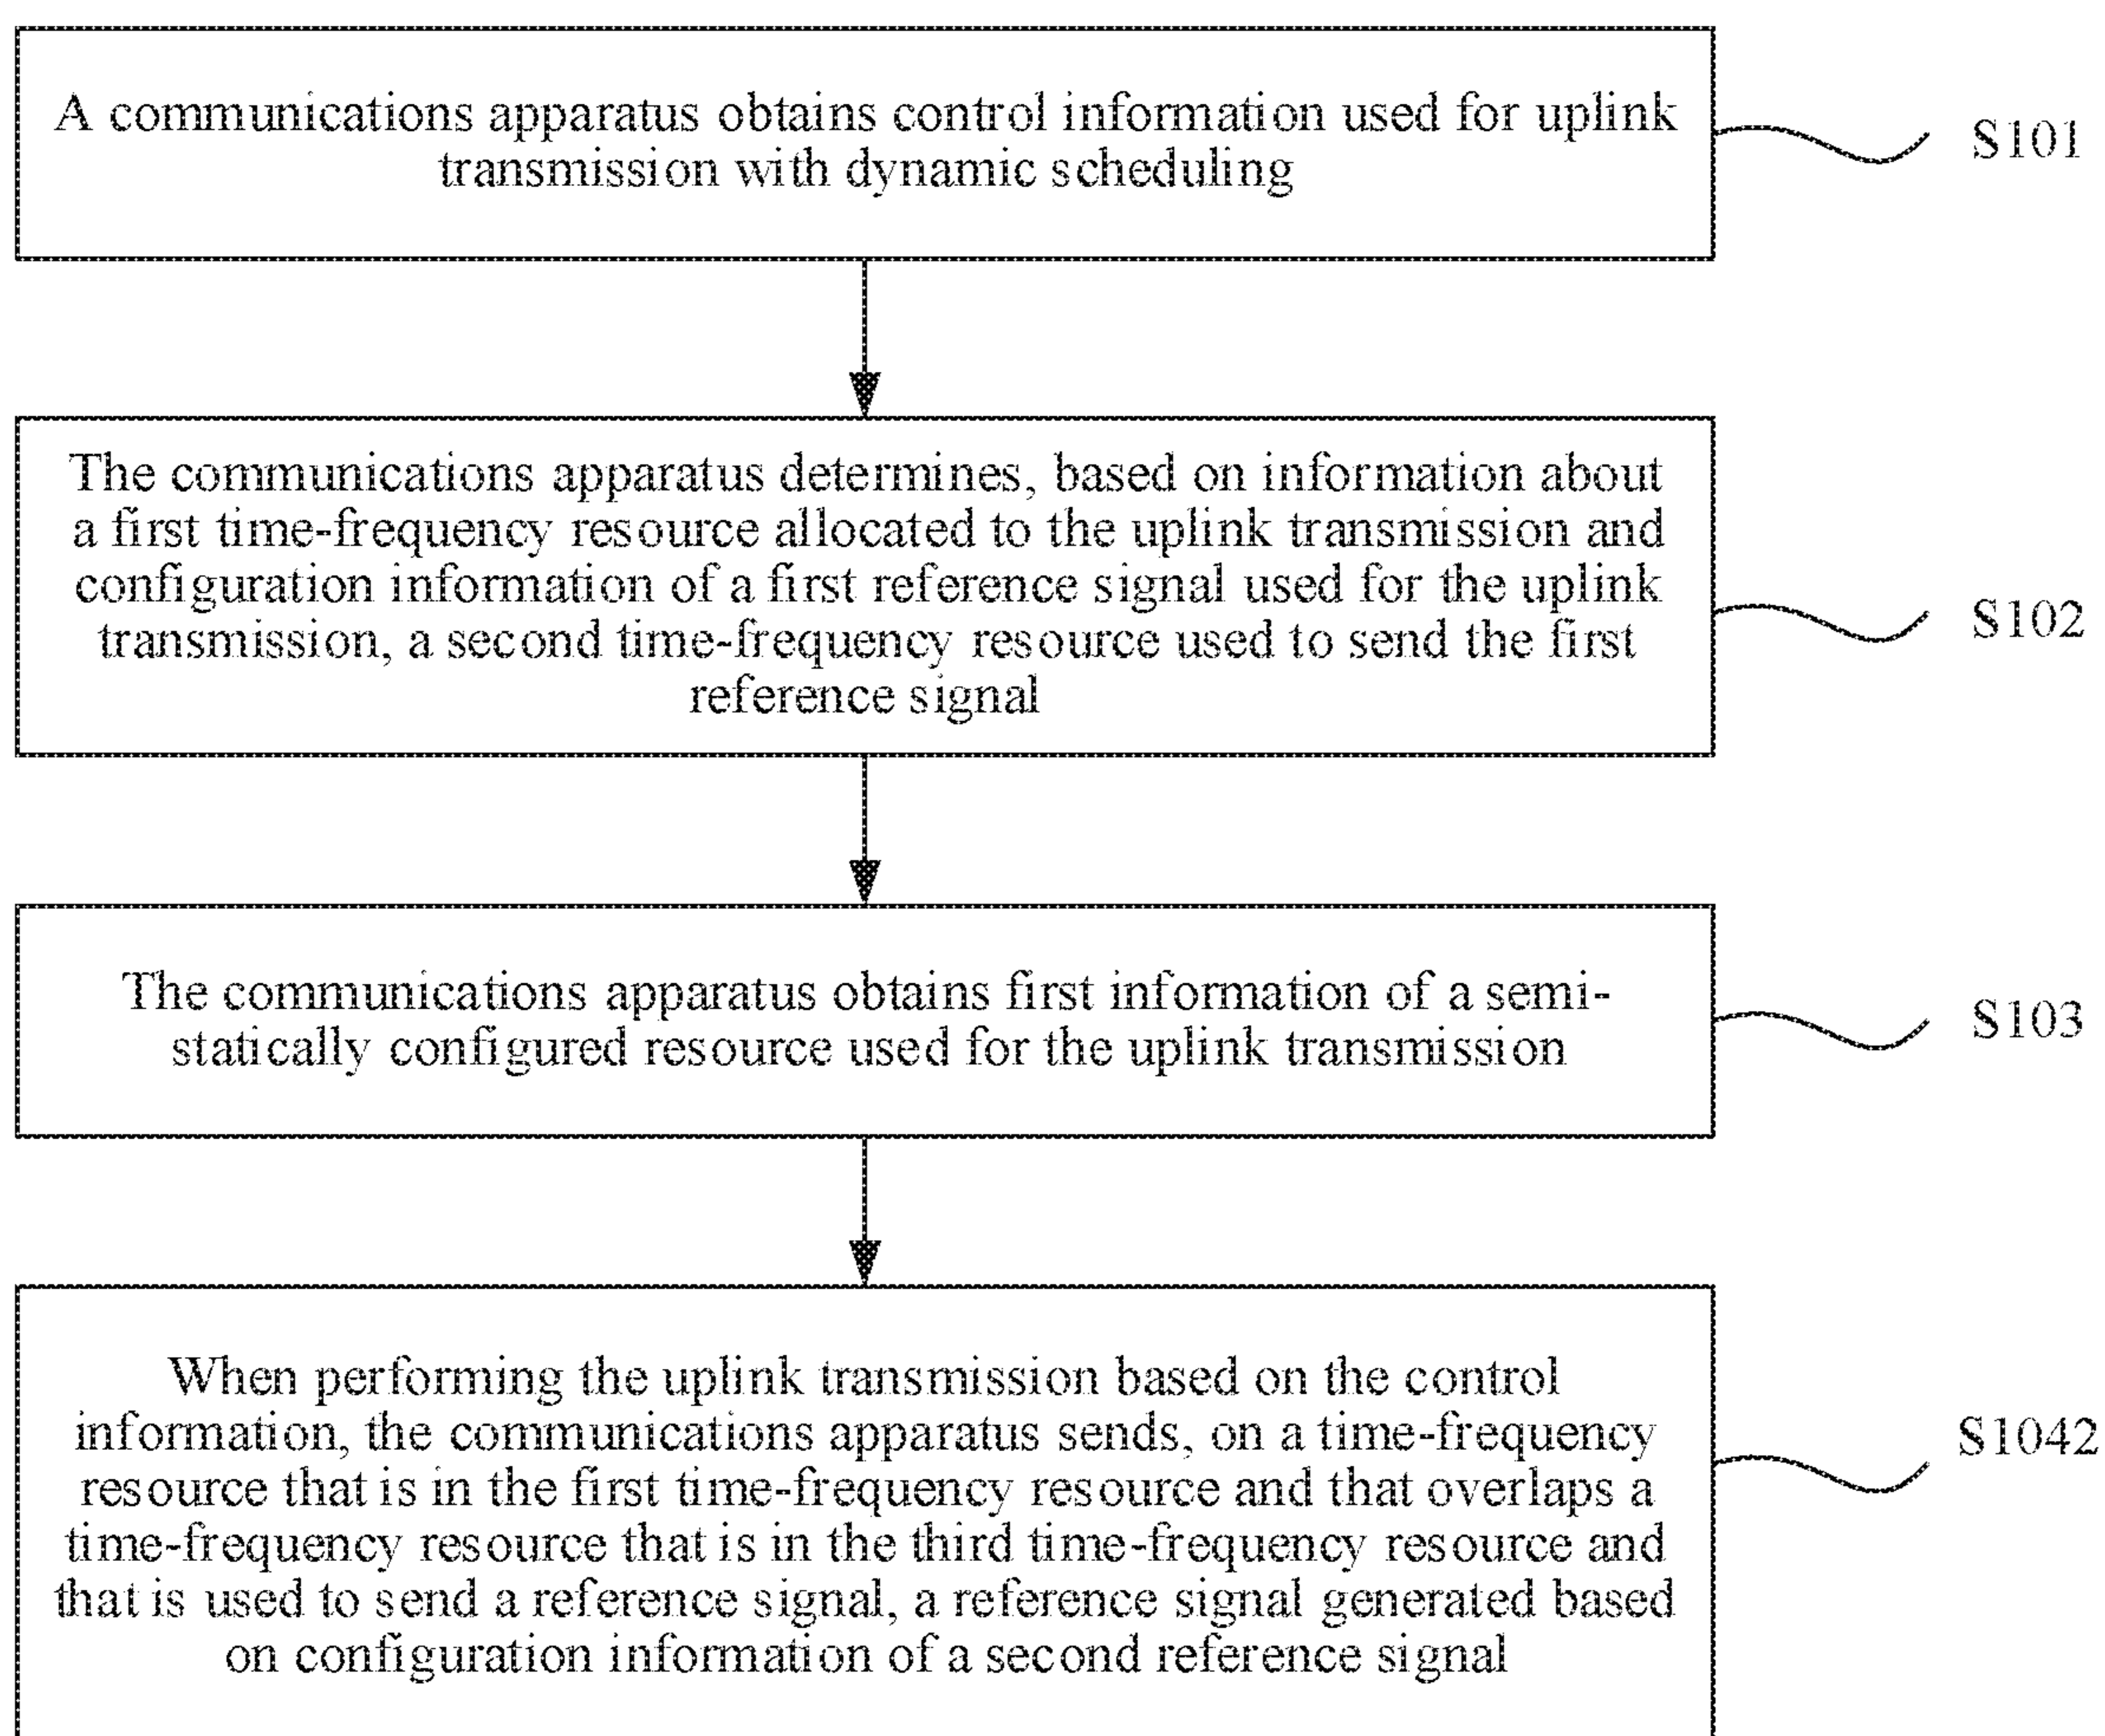 A communications apparatus obtains control information used for uplink
transmission with dynamic scheduling
S101
The communications apparatus determines, based on information about
a first time-frequency resource allocated to the uplink transmission and
configuration information of a first reference signal used for the uplink
transmission, a second time-frequency resource used to send the first
reference signal
S102
The communications apparatus obtains first information of a semi-
statically configured resource used for the uplink transmission
S103
When performing the uplink transmission based on the control
information, the communications apparatus sends, on a time-frequency
resource that is in the first time-frequency resource and that overlaps a
time-frequency resource that is in the third time-frequency resource and
that is used to send a reference signal, a reference signal generated based
on configuration information of a second reference signal
S1042